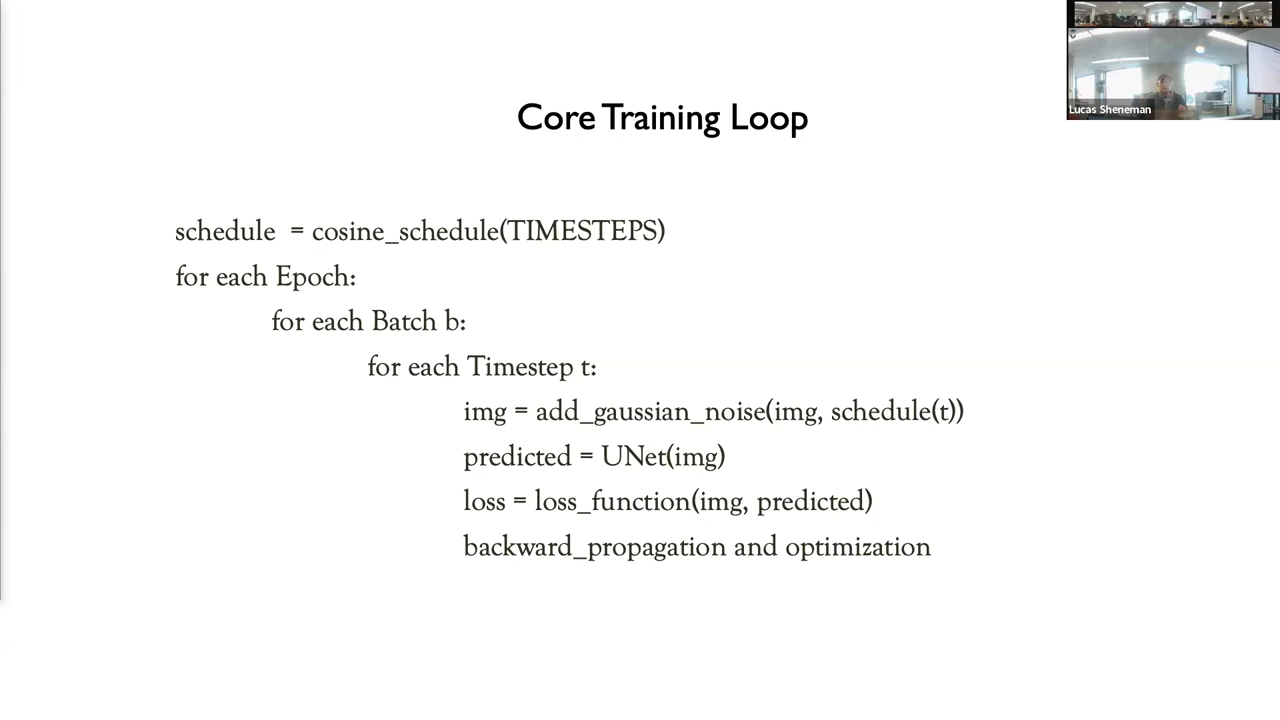 Lucas Sheneman
Core Training Loop
schedule = cosine_schedule(TIMESTEPS)
for each Epoch:
for each Batch b:
for each Timestep t:
img = add_gaussian_noise(img, schedule(t))
predicted = UNet(img)
loss = loss_function(img, predicted)
backward_propagation and optimization